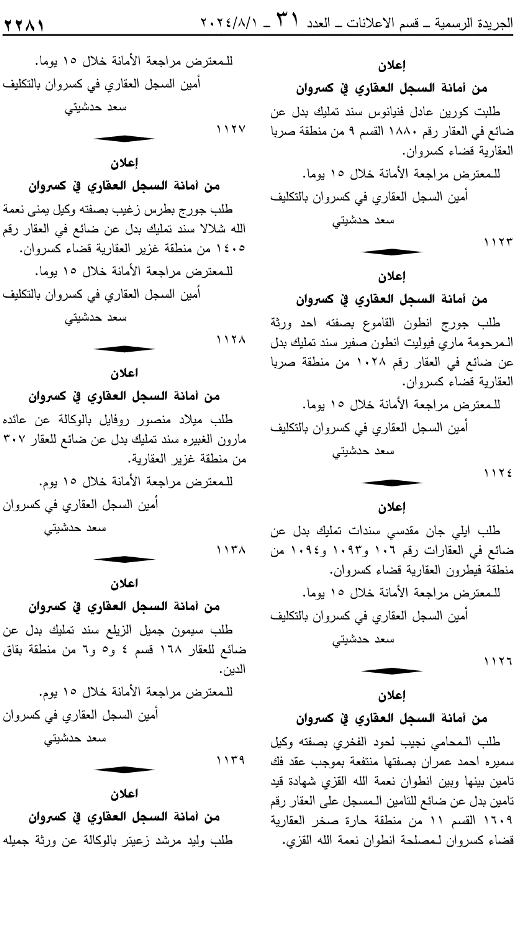 الجريدة الرسمية ــ قسم الاعلانات ــ العدد ٣١ ــ ٢٠٢٤/٨/١
٢٢٨١
إعلان
من أمانة السجل العقاري في كسروان
طلبت كورين عادل فنيانوس سند تمليك بدل عن
ضائع في العقار رقم ١٨٨٠ القسم ٩ من منطقة صربا
العقارية قضاء كسروان.
للـمعترض مراجعة الأمانة خلال ١٥ يوما.
أمين السجل العقاري في كسروان بالتكليف
سعد حدشيتي
١١٢٣
إعلان
من أمانة السجل العقاري في كسروان
طلب جورج انطون القاموع بصفته احد ورثة
الـمرحومة ماري فيوليت انطون صفير سند تمليك بدل
عن ضائع في العقار رقم ١٠٢٨ من منطقة صربا
العقارية قضاء كسروان.
للـمعترض مراجعة الأمانة خلال ١٥ يوما.
أمين السجل العقاري في كسروان بالتكليف
سعد حدشيتي
١١٢٤
إعلان
طلب ايلي جان مقدسي سندات تمليك بدل عن
ضائع في العقارات رقم ١٠٦ و١٠٩٣ و١٠٩٤ من
منطقة فيطرون العقارية قضاء كسروان.
للـمعترض مراجعة الأمانة خلال ١٥ يوما.
أمين السجل العقاري في كسروان بالتكليف
سعد حدشيتي
١١٢٦
إعلان
من أمانة السجل العقاري في كسروان
طلب الـمحامي نجيب لحود الفخري بصفته وكيل
سميره احمد عمران بصفتها منتفعة بموجب عقد فك
تامين بينها وبين انطوان نعمة الله القزي شهادة قيد
تامين بدل عن ضائع للتامين الـمسجل على العقار رقم
١٦٠٩ القسم ١١ من منطقة حارة صخر العقارية
قضاء كسروان لـمصلحة انطوان نعمة الله القزي.
للـمعترض مراجعة الأمانة خلال ١٥ يوما.
أمين السجل العقاري في كسروان بالتكليف
سعد حدشيتي
١١٢٧
إعلان
من أمانة السجل العقاري في كسروان
طلب جورج بطرس زغيب بصفته وكيل يمنى نعمة
الله شلالا سند تمليك بدل عن ضائع في العقار رقم
١٤٠٥ من منطقة غزير العقارية قضاء كسروان.
للـمعترض مراجعة الأمانة خلال ١٥ يوما.
أمين السجل العقاري في كسروان بالتكليف
سعد حدشيتي
١١٢٨
اعلان
من أمانة السجل العقاري في كسروان
طلب ميلاد منصور روفايل بالوكالة عن عائده
مارون الغبيره سند تمليك بدل عن ضائع للعقار ٣٠٧
من منطقة غزير العقارية.
للـمعترض مراجعة الأمانة خلال ١٥ يوم.
أمين السجل العقاري في كسروان
سعد حدشيتي
١١٣٨
اعلان
من أمانة السجل العقاري في كسروان
طلب سيمون جميل الزيلع سند تمليك بدل عن
ضائع للعقار ١٦٨ قسم ٤ و٥ و٦ من منطقة بقاق
الدين.
للـمعترض مراجعة الأمانة خلال ١٥ يوم.
أمين السجل العقاري في كسروان
سعد حدشيتي
١١٣٩
اعلان
من أمانة السجل العقاري في كسروان
طلب وليد مرشد زعيتر بالوكالة عن ورثة جميله